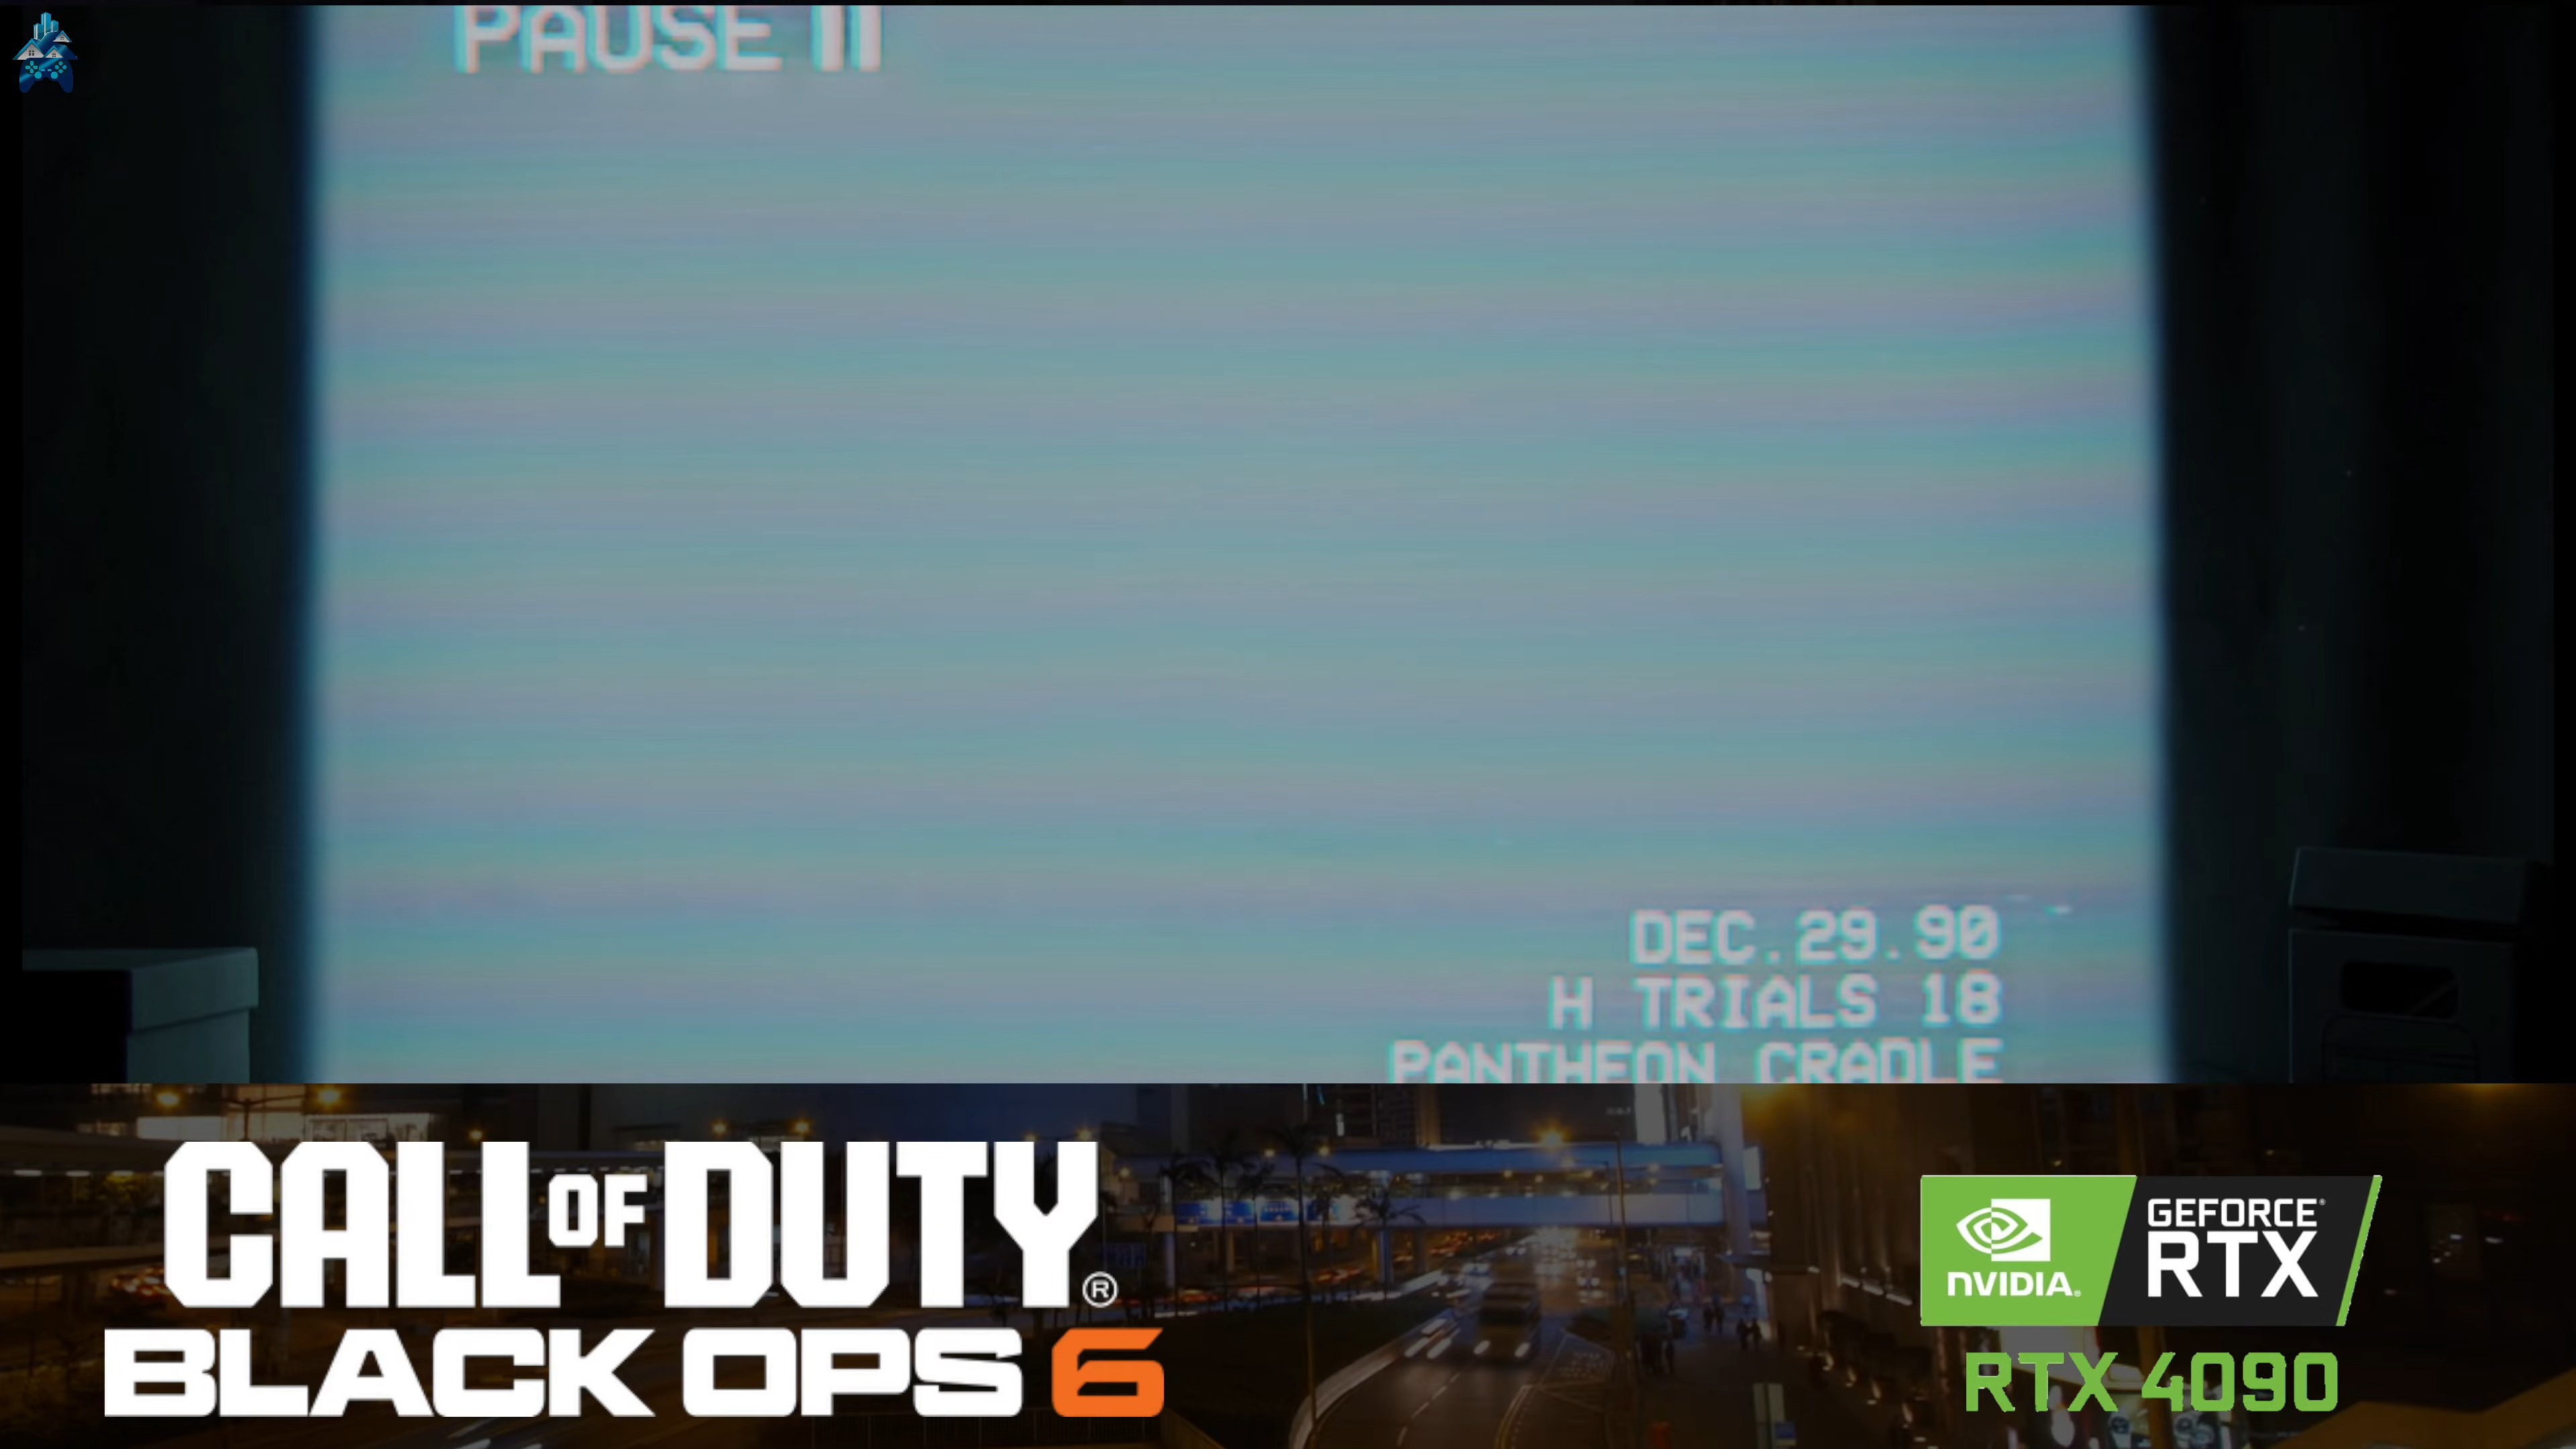 PAUSE
DEC.29.90
H TRIALS 18
PANTHEON CRADLE
CALL OF DUTY®
BLACK OPS 6
NVIDIA.
GEFORCE®
RTX
RTX 4090